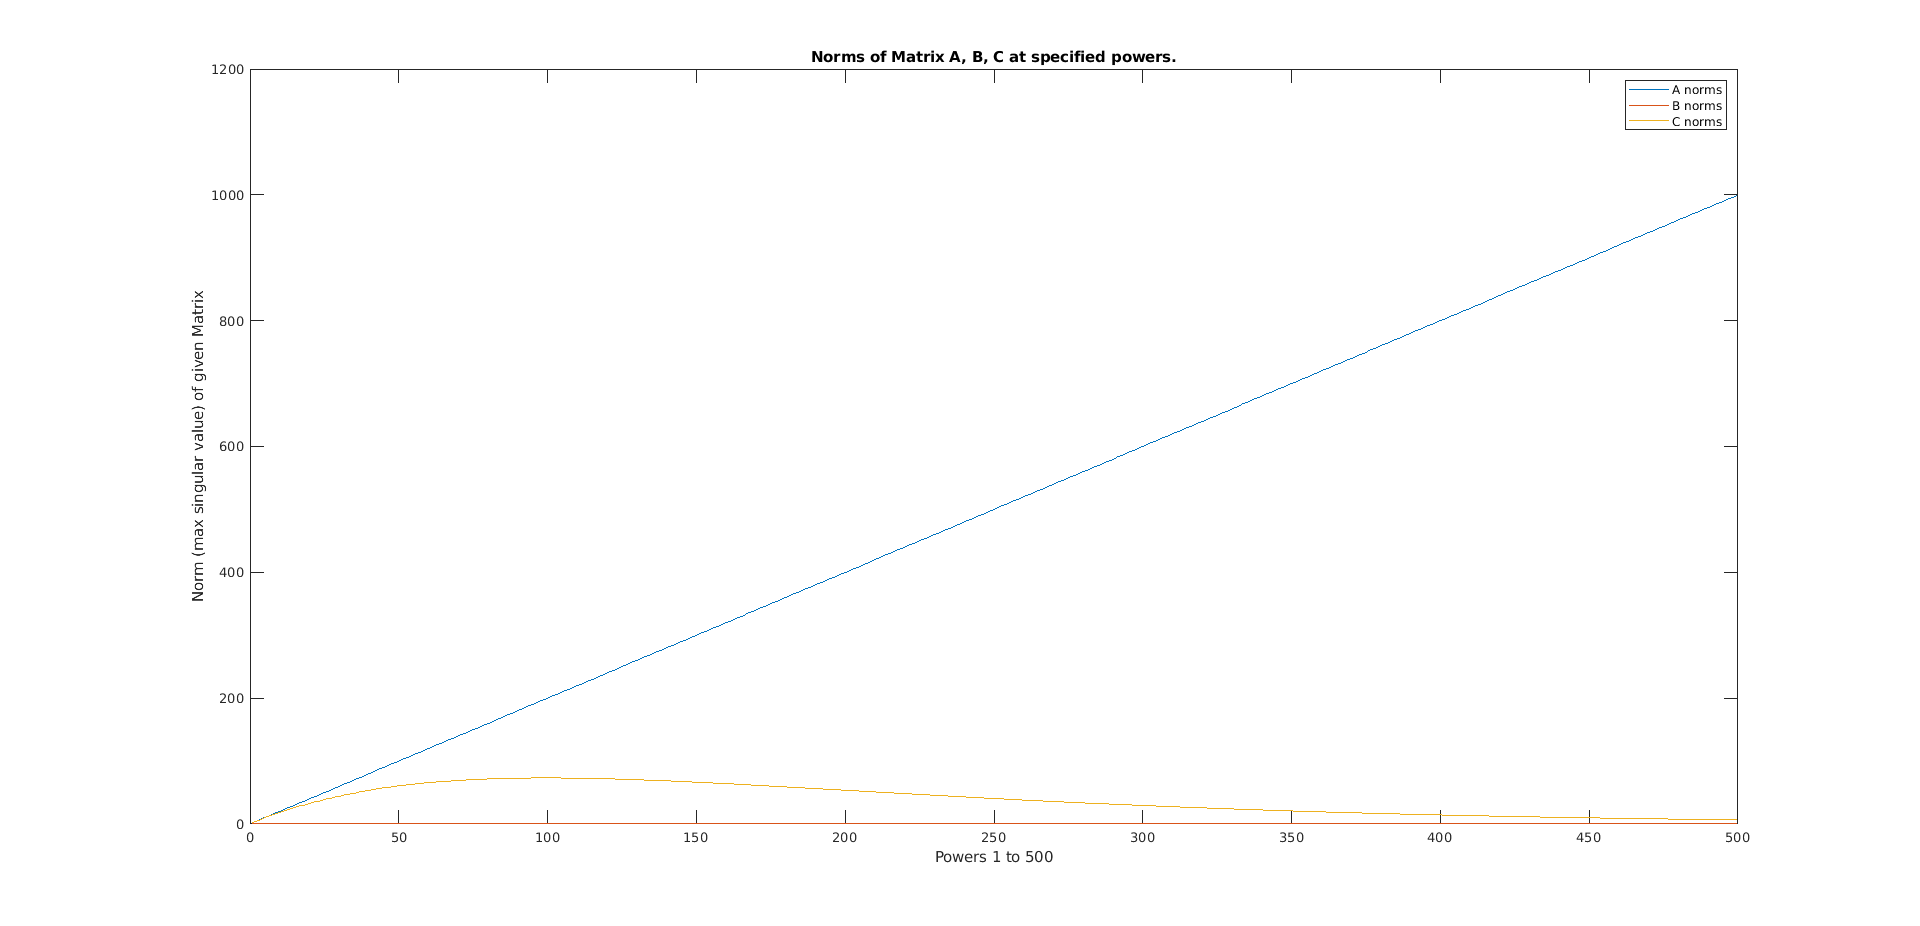 Norms of Matrix A, B, C at specified powers.
1200
A norms
B norms
C norms
1000
800
600
400
200
0
Norm (max singular value) of given Matrix
0 50 100 150 200 250 300 350 400 450 500
Powers 1 to 500